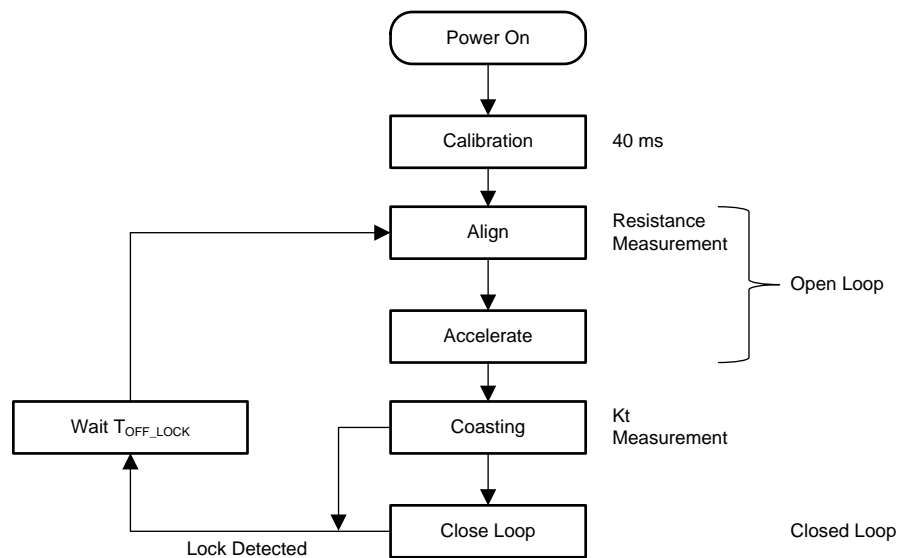 Power On
Calibration
40 ms
Align
Resistance
Measurement
Open Loop
Accelerate
Wait TOFF_LOCK
Coasting
Kt
Measurement
Close Loop
Closed Loop
Lock Detected